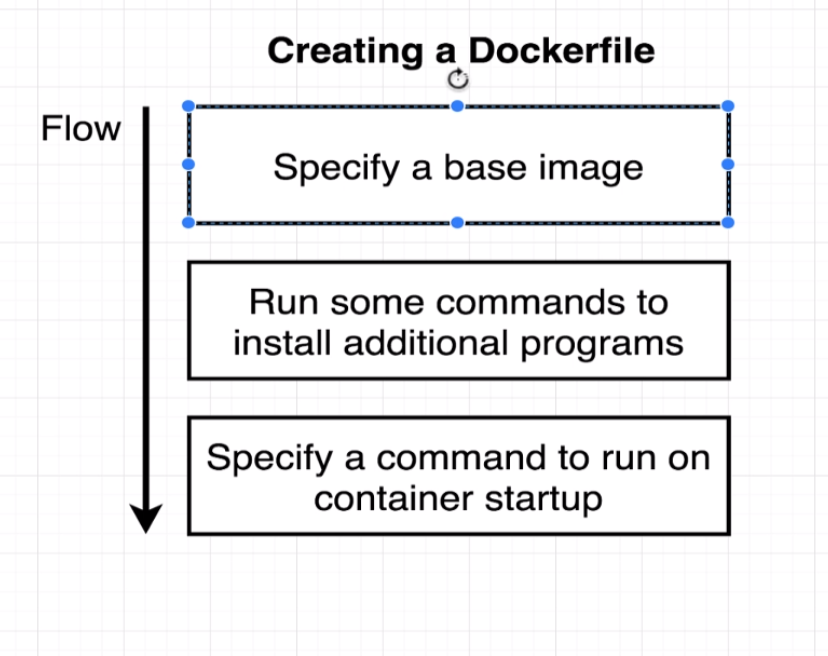 Creating a Dockerfile
Flow
Specify a base image
Run some commands to
install additional programs
Specify a command to run on
container startup